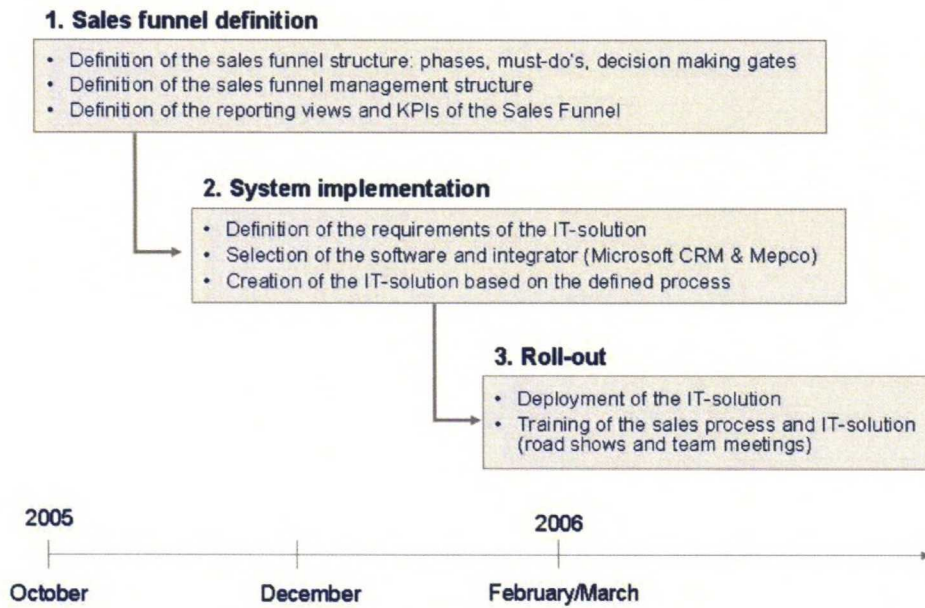 1. Sales funnel definition
• Definition of the sales funnel structure: phases, must-do's, decision making gates
• Definition of the sales funnel management structure
• Definition of the reporting views and KPIs of the Sales Funnel
2. System implementation
• Definition of the requirements of the IT-solution
• Selection of the software and integrator (Microsoft CRM & Mepco)
• Creation of the IT-solution based on the defined process
3. Roll-out
• Deployment of the IT-solution
• Training of the sales process and IT-solution
(road shows and team meetings)
2005
2006
October
December
February/March